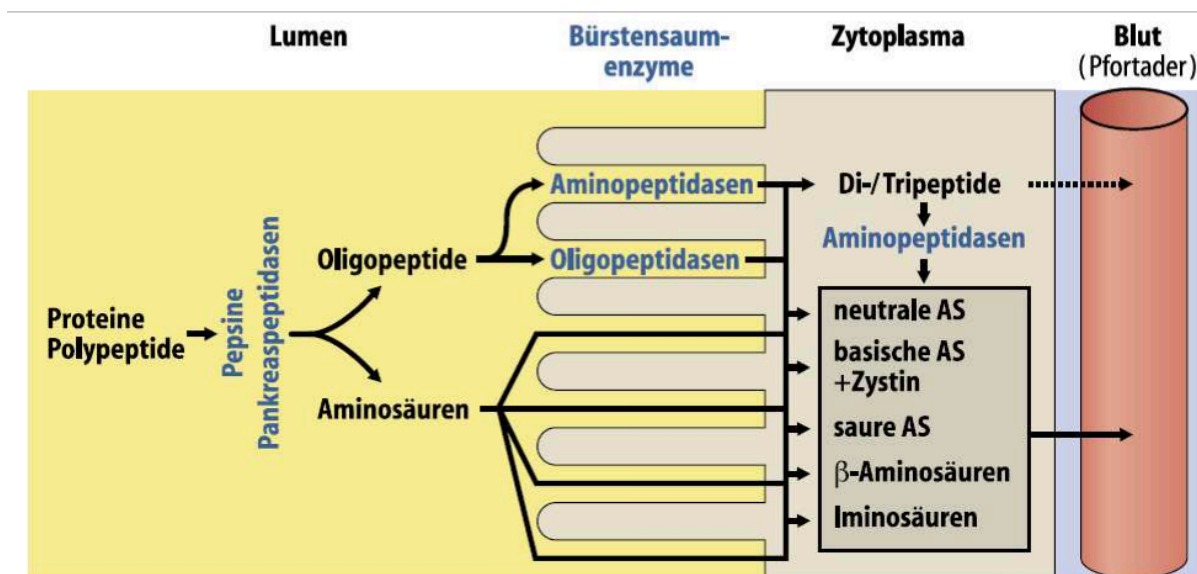 Lumen
Bürstensaum-
enzyme
Zytoplasma
Blut
(Pfortader)
Proteine
Polypeptide
Pepsine
Pankreaspeptidasen
Oligopeptide
Aminosäuren
Aminopeptidasen
Oligopeptidasen
Di-/Tripeptide
Aminopeptidasen
neutrale AS
basische AS
+Zystin
saure AS
β-Aminosäuren
Iminosäuren